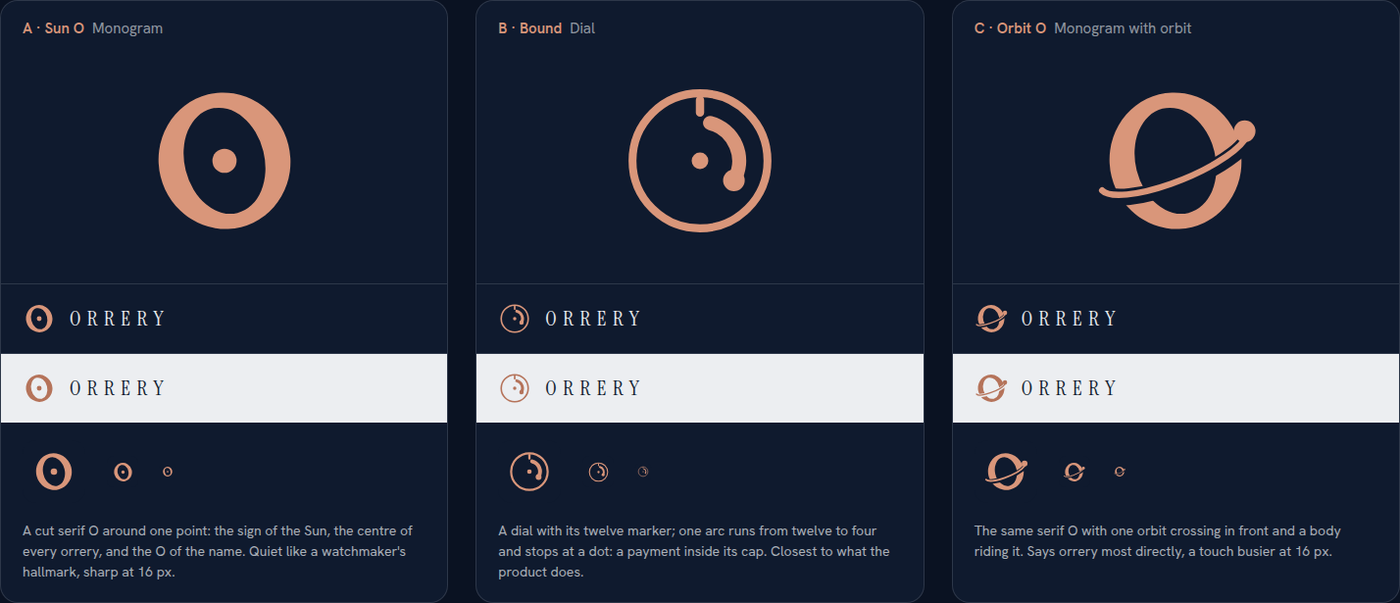 A · Sun O Monogram
ORRERY
ORRERY
A cut serif O around one point: the sign of the Sun, the centre of
every orrery, and the O of the name. Quiet like a watchmaker's
hallmark, sharp at 16 px.
B · Bound Dial
ORRERY
ORRERY
A dial with its twelve marker; one arc runs from twelve to four
and stops at a dot: a payment inside its cap. Closest to what the
product does.
C · Orbit O Monogram with orbit
ORRERY
ORRERY
The same serif O with one orbit crossing in front and a body
riding it. Says orrery most directly, a touch busier at 16 px.